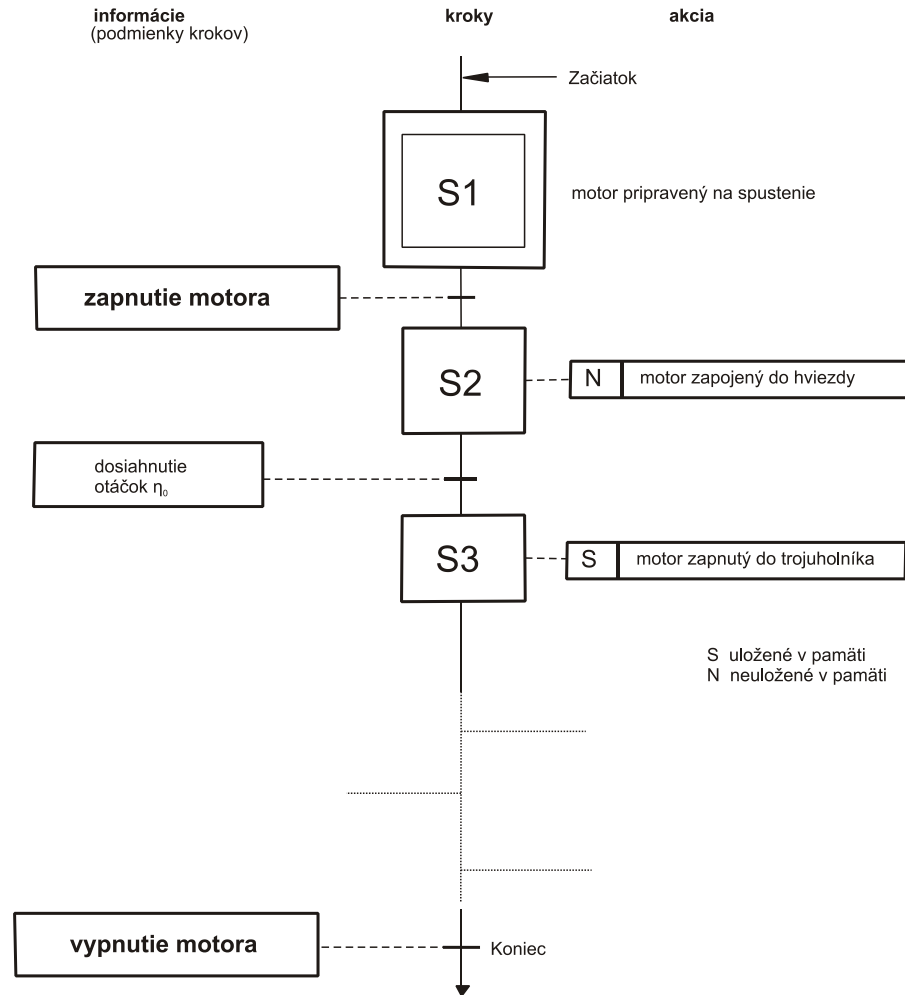 informácie
(podmienky krokov)
kroky
akcia
Začiatok
S1
motor pripravený na spustenie
zapnutie motora
S2
N
motor zapojený do hviezdy
dosiahnutie
otáčok η₀
S3
S
motor zapnutý do trojuholníka
S uložené v pamäti
N neuložené v pamäti
vypnutie motora
Koniec